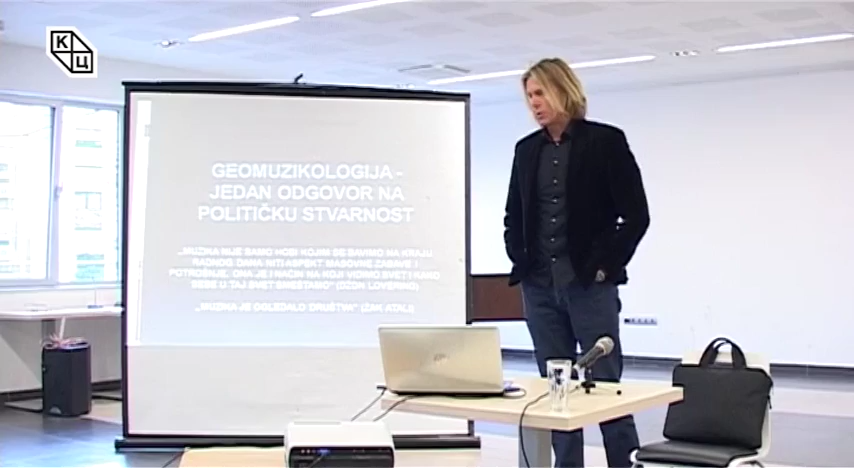 К
Ц
GEOMUZIKOLOGIJA -
JEDAN ODGOVOR NA
POLITIČKU STVARNOST
„MUZIKA NIJE SAMO HOBI KOJIM SE BAVIMO NA KRAJU
RADNOG DANA NITI ASPEKT MASOVNE ZABAVE I
POTROŠNJE, ONA JE I NAČIN NA KOJI VIDIMO SVET I KAKO
SEBE U TAJ SVET SMEŠTAMO“ (DŽON LOVERING)
„MUZIKA JE OGLEDALO DRUŠTVA“ (ŽAK ATALI)